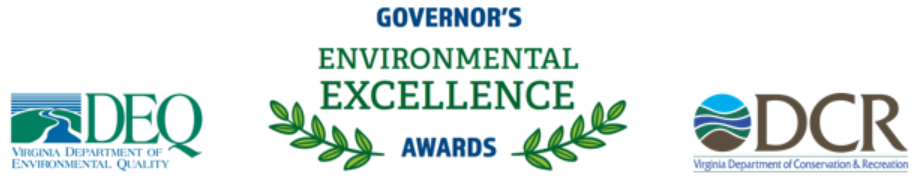 GOVERNOR'S
ENVIRONMENTAL
EXCELLENCE
AWARDS
DEQ
VIRGINIA DEPARTMENT OF
ENVIRONMENTAL QUALITY
DCR
Virginia Department of Conservation & Recreation